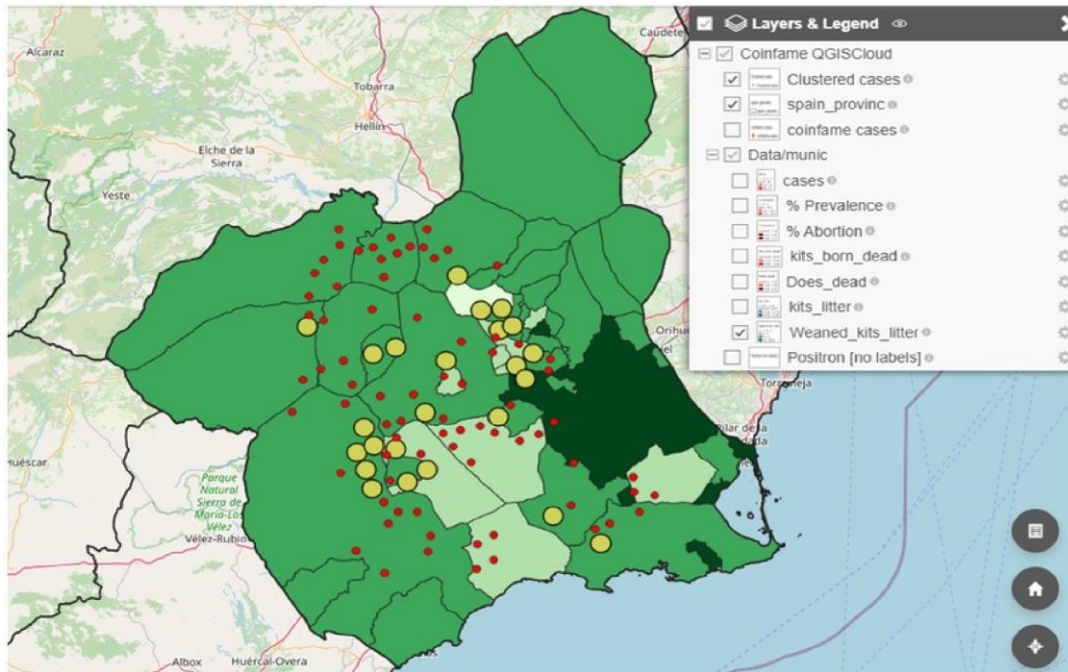 Layers & Legend
Coinfame QGISCloud
Clustered cases
spain_provinc
coinfame cases
Data/munic
cases
% Prevalence
% Abortion
kits_born_dead
Does_dead
kits_litter
Weaned_kits_litter
Positron [no labels]
Alcaraz
Caudete
Tobarra
Hellín
Elche de la
Sierra
Yeste
Orihu
Torrevieja
Pilar de la
Huéscar
Parque
Natural
Sierra de
María-Los
Vélez
Vélez-Rubio
Albox
Huércal-Overa